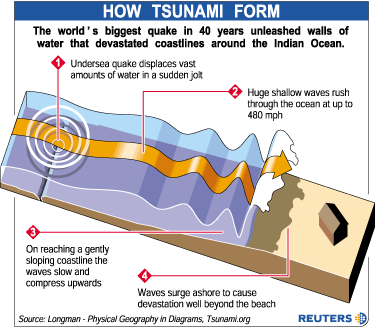 HOW TSUNAMI FORM
The world's biggest quake in 40 years unleashed walls of
water that devastated coastlines around the Indian Ocean.
1
Undersea quake displaces vast
amounts of water in a sudden jolt
2
Huge shallow waves rush
through the ocean at up to
480 mph
3
On reaching a gently
sloping coastline the
waves slow and
compress upwards
4
Waves surge ashore to cause
devastation well beyond the beach
Source: Longman - Physical Geography in Diagrams, Tsunami.org
REUTERS